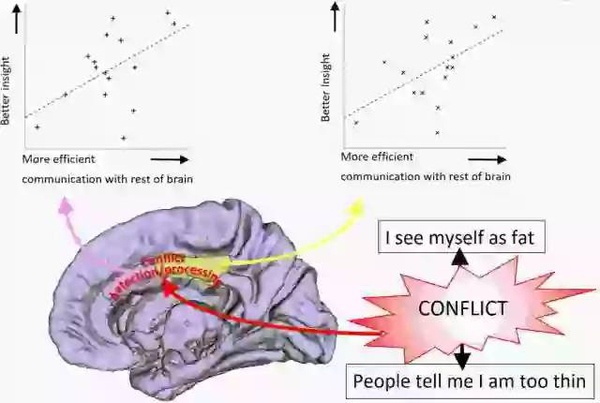 Better insight
More efficient
communication with rest of brain
Better Insight
More efficient
communication with rest of brain
Conflict
detection/processing
I see myself as fat
CONFLICT
People tell me I am too thin